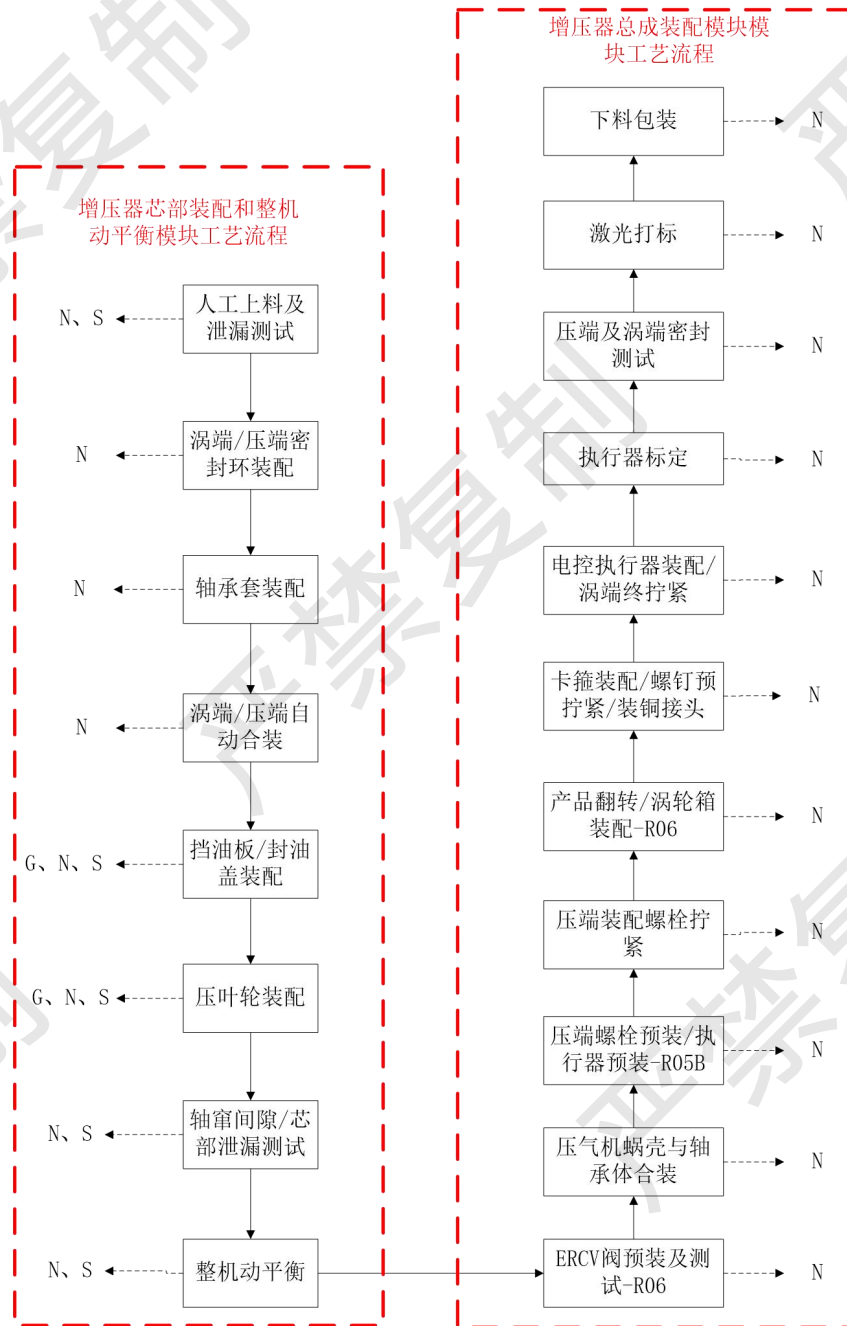 增压器芯部装配和整机
动平衡模块工艺流程
人工上料及
泄漏测试
N、S
涡端/压端密
封环装配
N
轴承套装配
N
涡端/压端自
动合装
N
挡油板/封油
盖装配
G、N、S
压叶轮装配
G、N、S
轴窜间隙/芯
部泄漏测试
N、S
整机动平衡
N、S
增压器总成装配模块模
块工艺流程
下料包装
N
激光打标
N
压端及涡端密封
测试
N
执行器标定
N
电控执行器装配/
涡端终拧紧
N
卡箍装配/螺钉预
拧紧/装铜接头
N
产品翻转/涡轮箱
装配-R06
N
压端装配螺栓拧
紧
N
压端螺栓预装/执
行器预装-R05B
N
压气机蜗壳与轴
承体合装
N
ERCV阀预装及测
试-R06
N
严禁复制